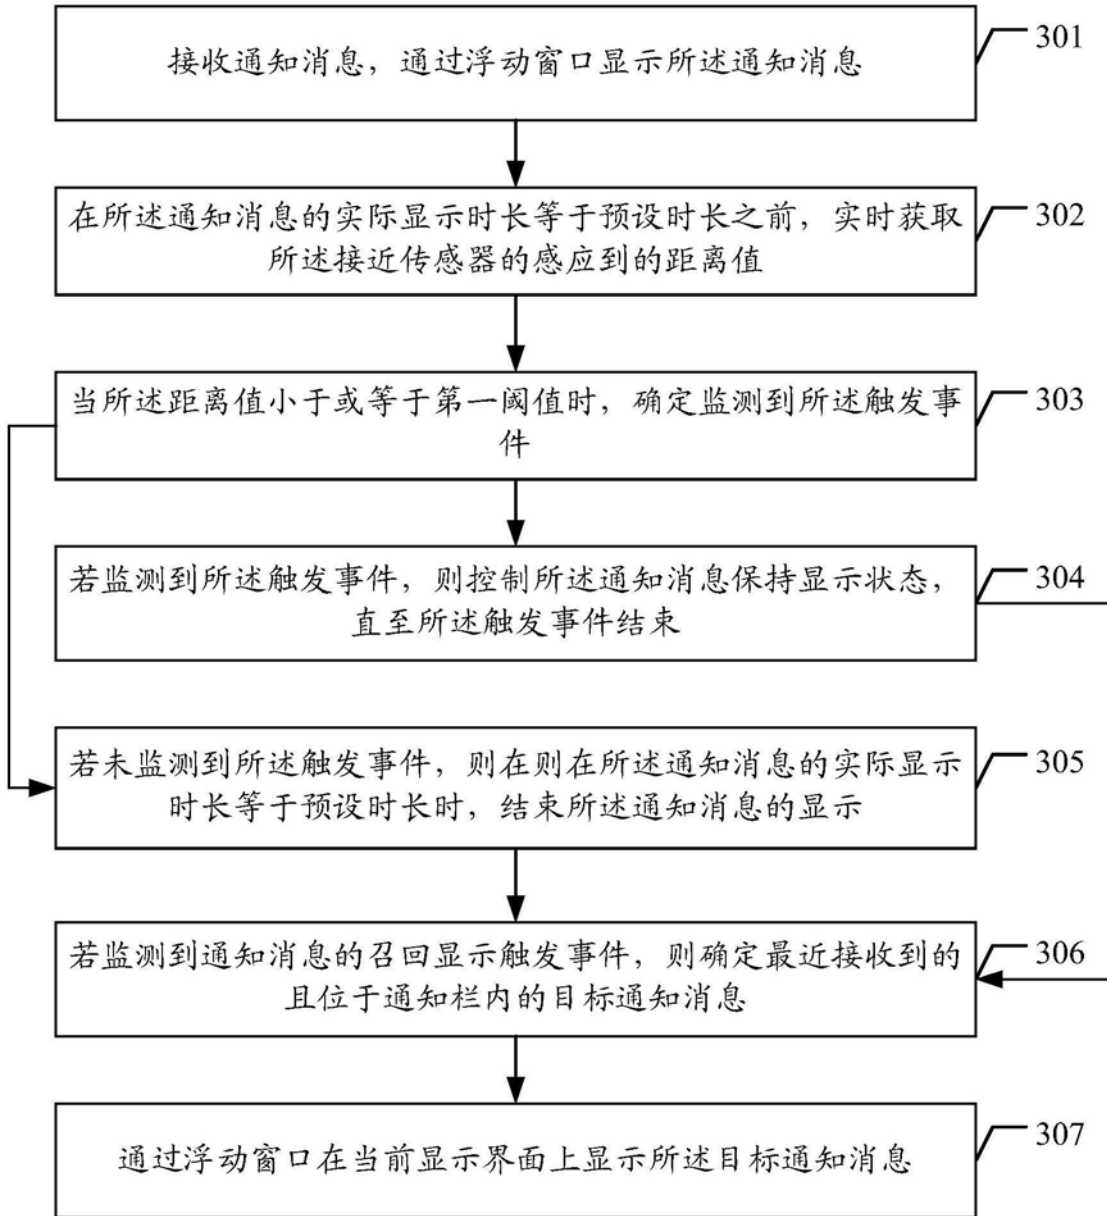 接收通知消息，通过浮动窗口显示所述通知消息
301
在所述通知消息的实际显示时长等于预设时长之前，实时获取
所述接近传感器的感应到的距离值
302
当所述距离值小于或等于第一阈值时，确定监测到所述触发事
件
303
若监测到所述触发事件，则控制所述通知消息保持显示状态，
直至所述触发事件结束
304
若未监测到所述触发事件，则在则在所述通知消息的实际显示
时长等于预设时长时，结束所述通知消息的显示
305
若监测到通知消息的召回显示触发事件，则确定最近接收到的
且位于通知栏内的目标通知消息
306
通过浮动窗口在当前显示界面上显示所述目标通知消息
307